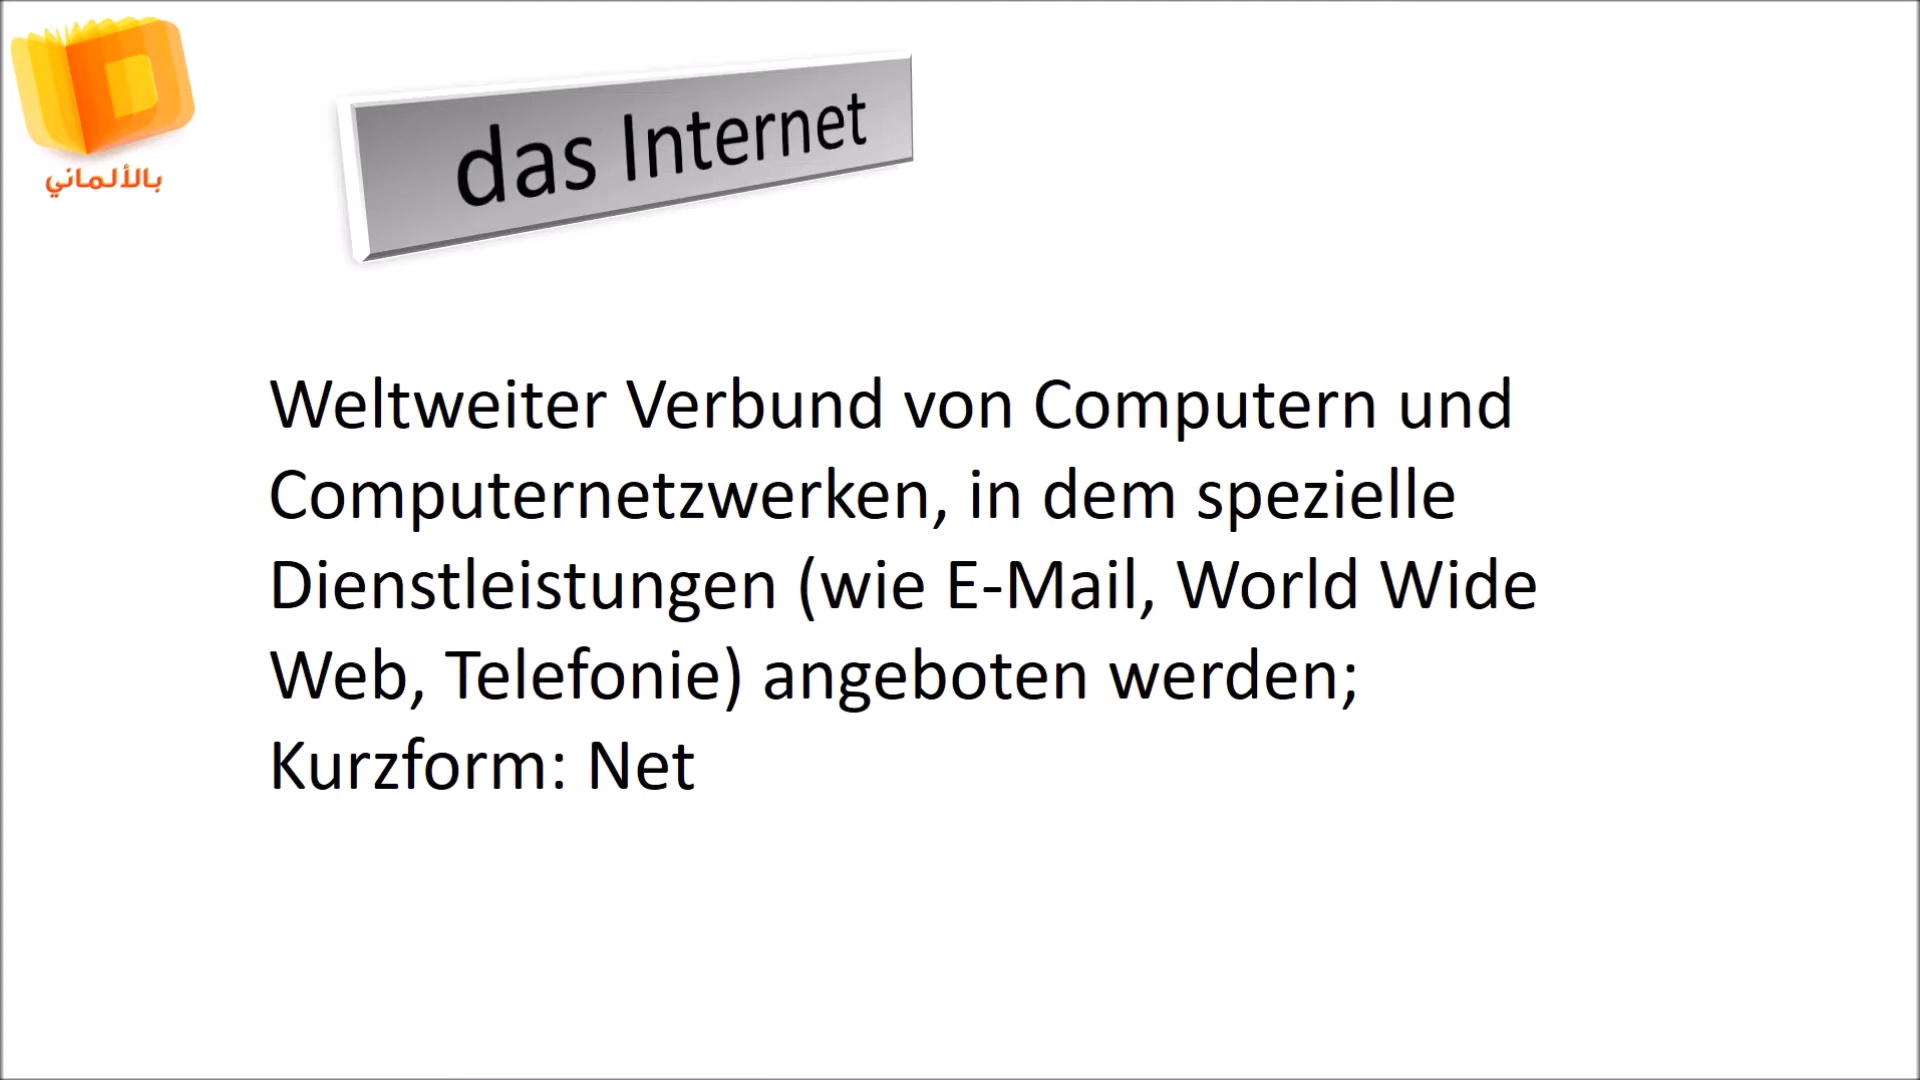 بالألماني
das Internet
Weltweiter Verbund von Computern und
Computernetzwerken, in dem spezielle
Dienstleistungen (wie E-Mail, World Wide
Web, Telefonie) angeboten werden;
Kurzform: Net